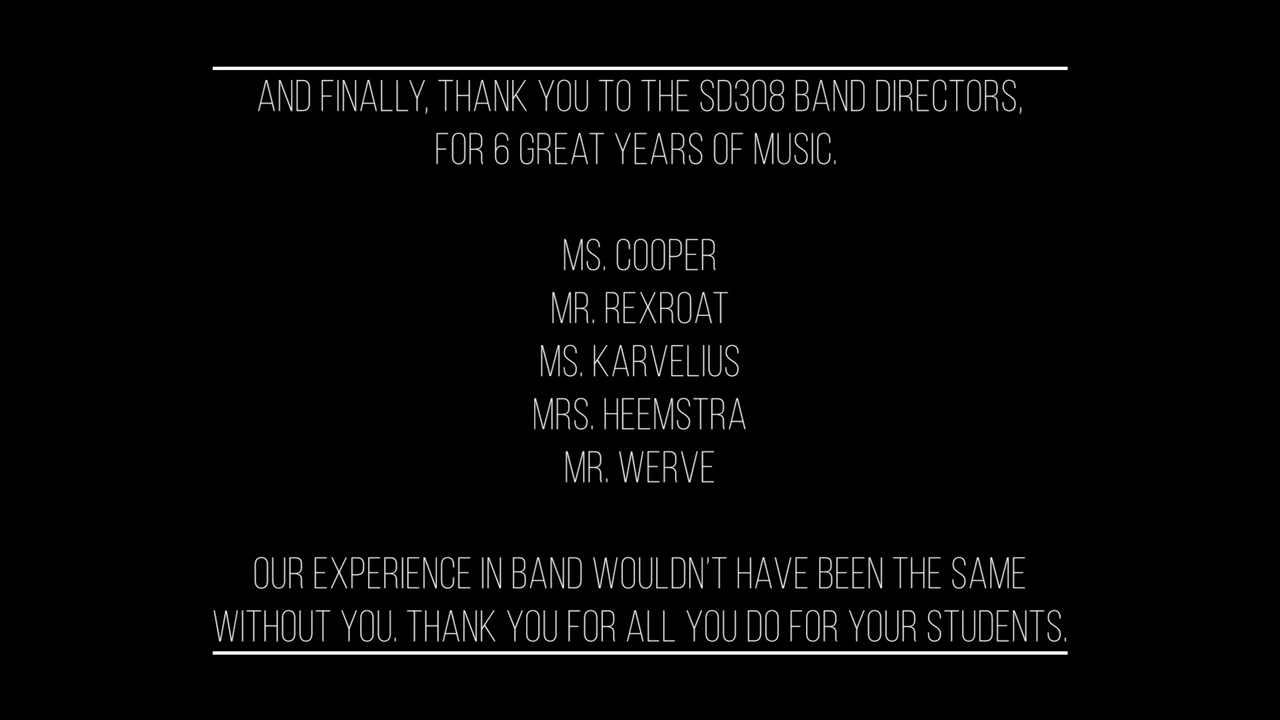 AND FINALLY, THANK YOU TO THE SD308 BAND DIRECTORS,
FOR 6 GREAT YEARS OF MUSIC.
MS. COOPER
MR. REXROAT
MS. KARVELIUS
MRS. HEEMSTRA
MR. WERVE
OUR EXPERIENCE IN BAND WOULDN'T HAVE BEEN THE SAME
WITHOUT YOU. THANK YOU FOR ALL YOU DO FOR YOUR STUDENTS.